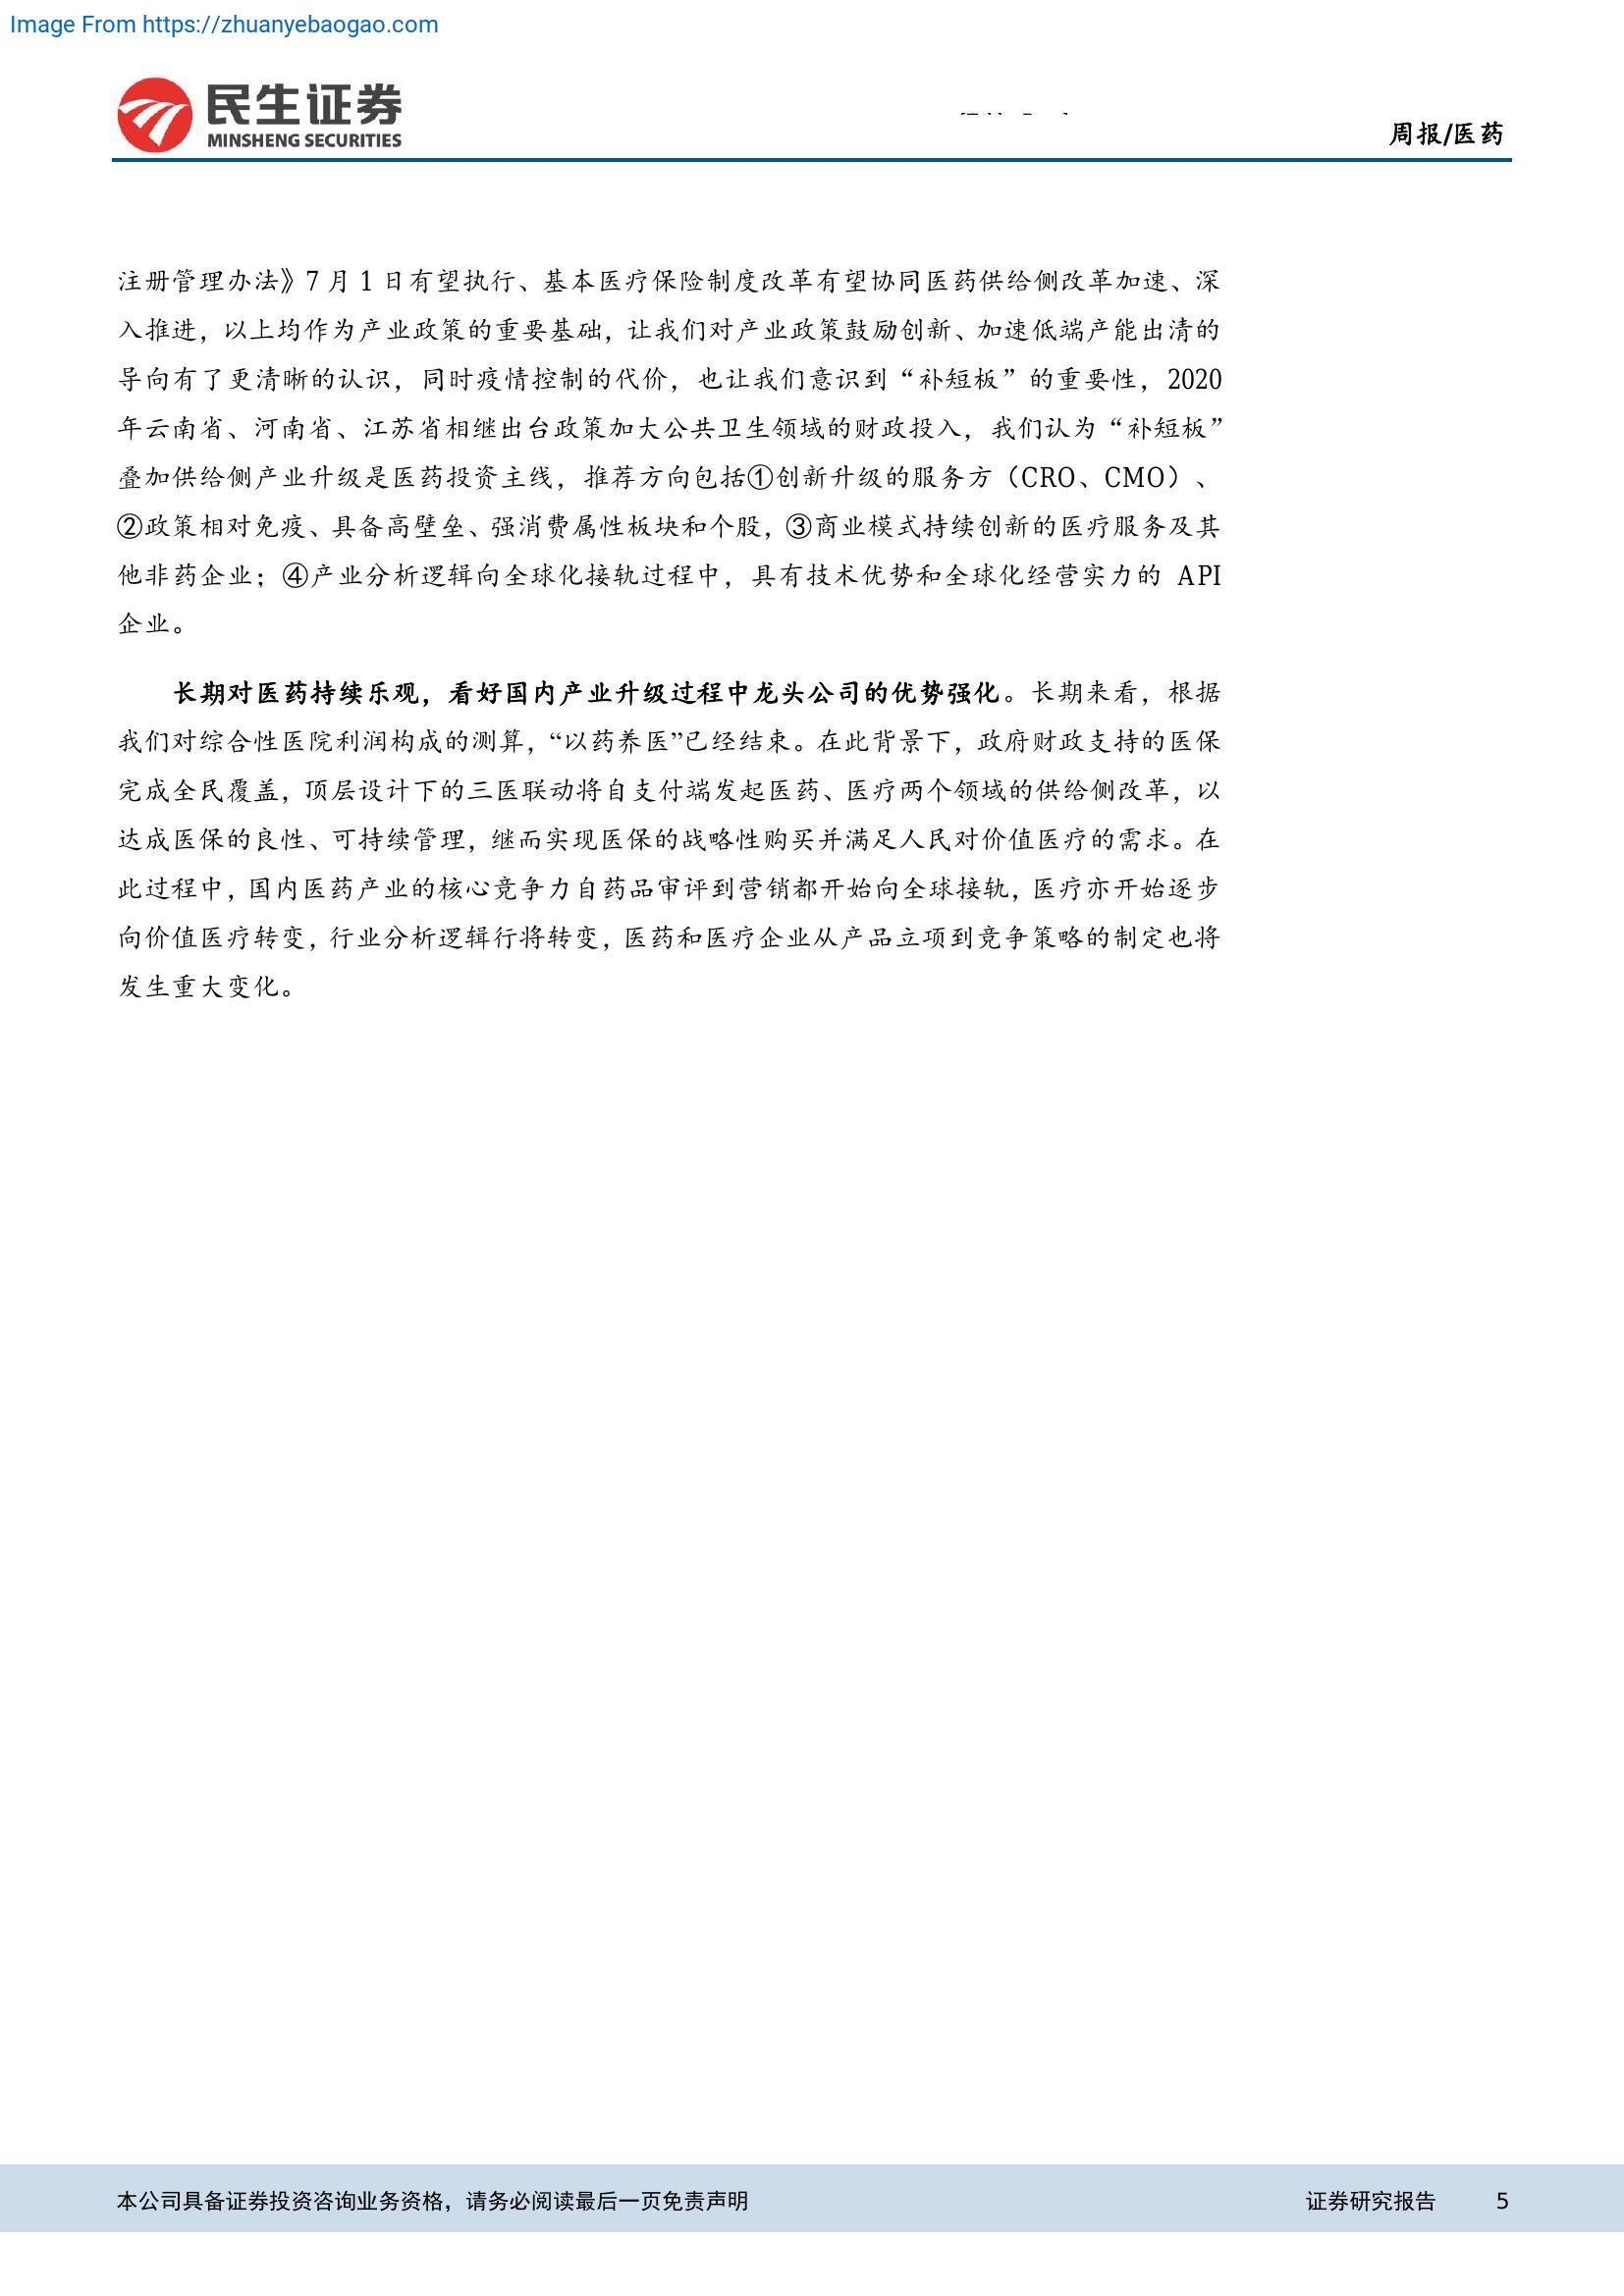 Image From https://zhuanyebaogao.com
民生证券
MINSHENG SECURITIES
周报/医药
注册管理办法》7 月 1 日有望执行、基本医疗保险制度改革有望协同医药供给侧改革加速、深
入推进，以上均作为产业政策的重要基础，让我们对产业政策鼓励创新、加速低端产能出清的
导向有了更清晰的认识，同时疫情控制的代价，也让我们意识到“补短板”的重要性，2020
年云南省、河南省、江苏省相继出台政策加大公共卫生领域的财政投入，我们认为“补短板”
叠加供给侧产业升级是医药投资主线，推荐方向包括①创新升级的服务方（CRO、CMO）、
②政策相对免疫、具备高壁垒、强消费属性板块和个股，③商业模式持续创新的医疗服务及其
他非药企业；④产业分析逻辑向全球化接轨过程中，具有技术优势和全球化经营实力的 API
企业。
长期对医药持续乐观，看好国内产业升级过程中龙头公司的优势强化。长期来看，根据
我们对综合性医院利润构成的测算，“以药养医”已经结束。在此背景下，政府财政支持的医保
完成全民覆盖，顶层设计下的三医联动将自支付端发起医药、医疗两个领域的供给侧改革，以
达成医保的良性、可持续管理，继而实现医保的战略性购买并满足人民对价值医疗的需求。在
此过程中，国内医药产业的核心竞争力自药品审评到营销都开始向全球接轨，医疗亦开始逐步
向价值医疗转变，行业分析逻辑行将转变，医药和医疗企业从产品立项到竞争策略的制定也将
发生重大变化。
本公司具备证券投资咨询业务资格，请务必阅读最后一页免责声明
证券研究报告 5